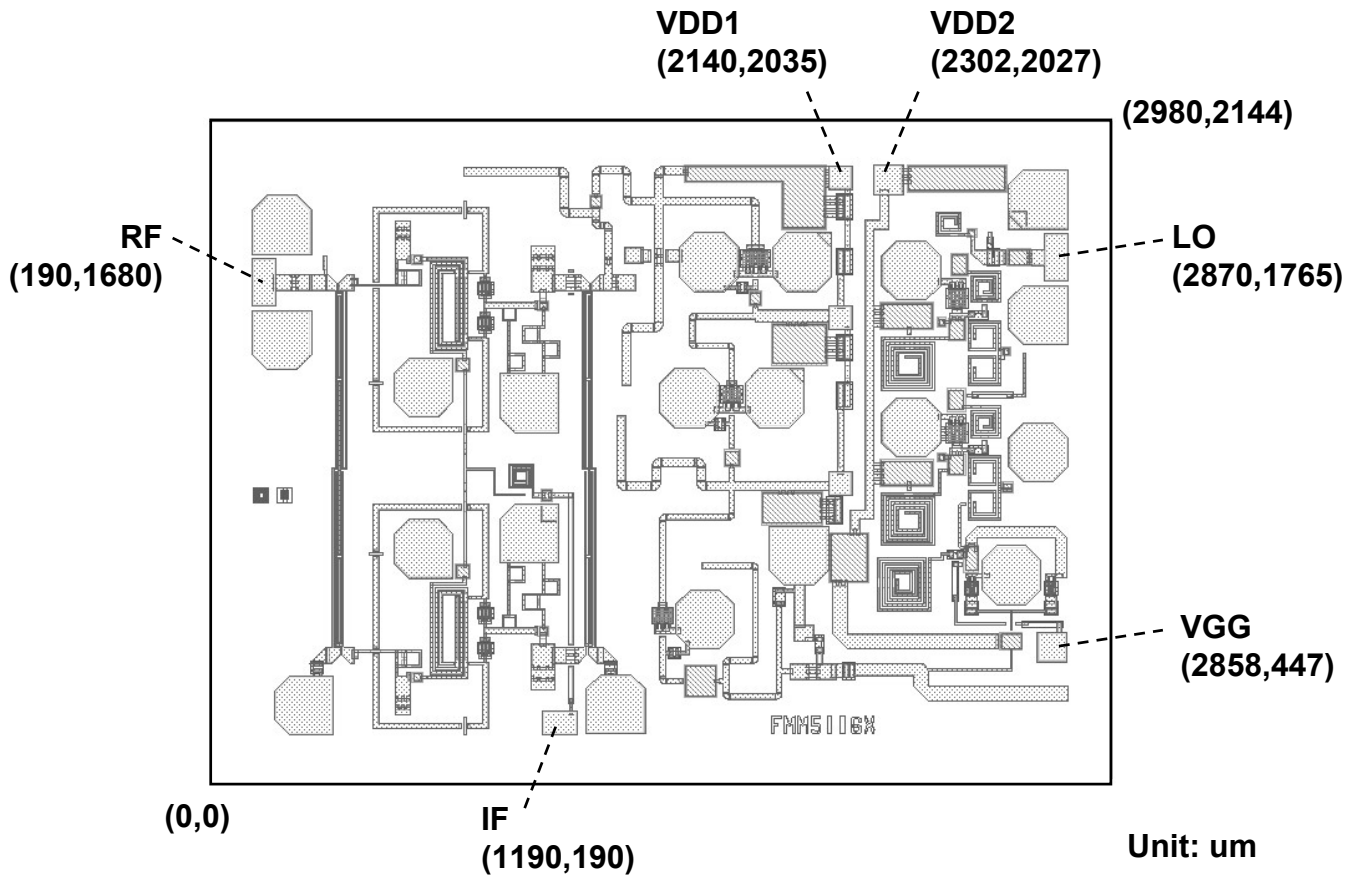 VDD1
(2140,2035)
VDD2
(2302,2027)
(2980,2144)
RF
(190,1680)
LO
(2870,1765)
VGG
(2858,447)
FMM5116X
(0,0)
IF
(1190,190)
Unit: um